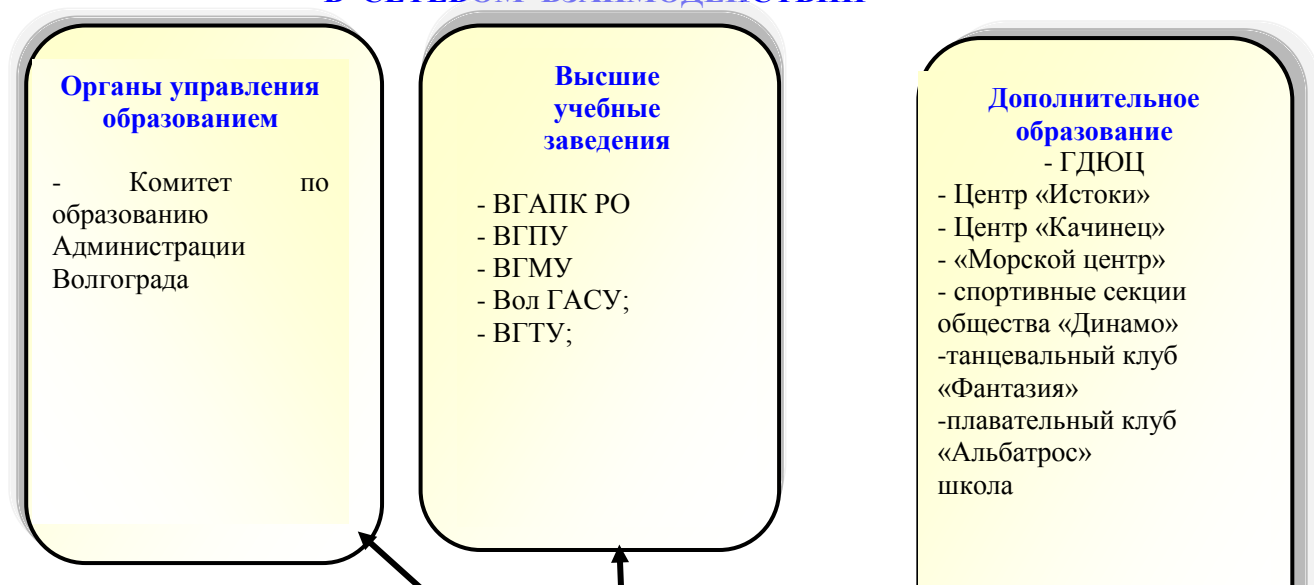 В СЕТЕВОМ ВЗАИМОДЕЙСТВИИ
Органы управления
образованием
- Комитет по
образованию
Администрации
Волгограда
Высшие
учебные
заведения
- ВГАПК РО
- ВГПУ
- ВГМУ
- Вол ГАСУ;
- ВГТУ;
Дополнительное
образование
- ГДЮЦ
- Центр «Истоки»
- Центр «Качинец»
- «Морской центр»
- спортивные секции
общества «Динамо»
-танцевальный клуб
«Фантазия»
-плавательный клуб
«Альбатрос»
школа